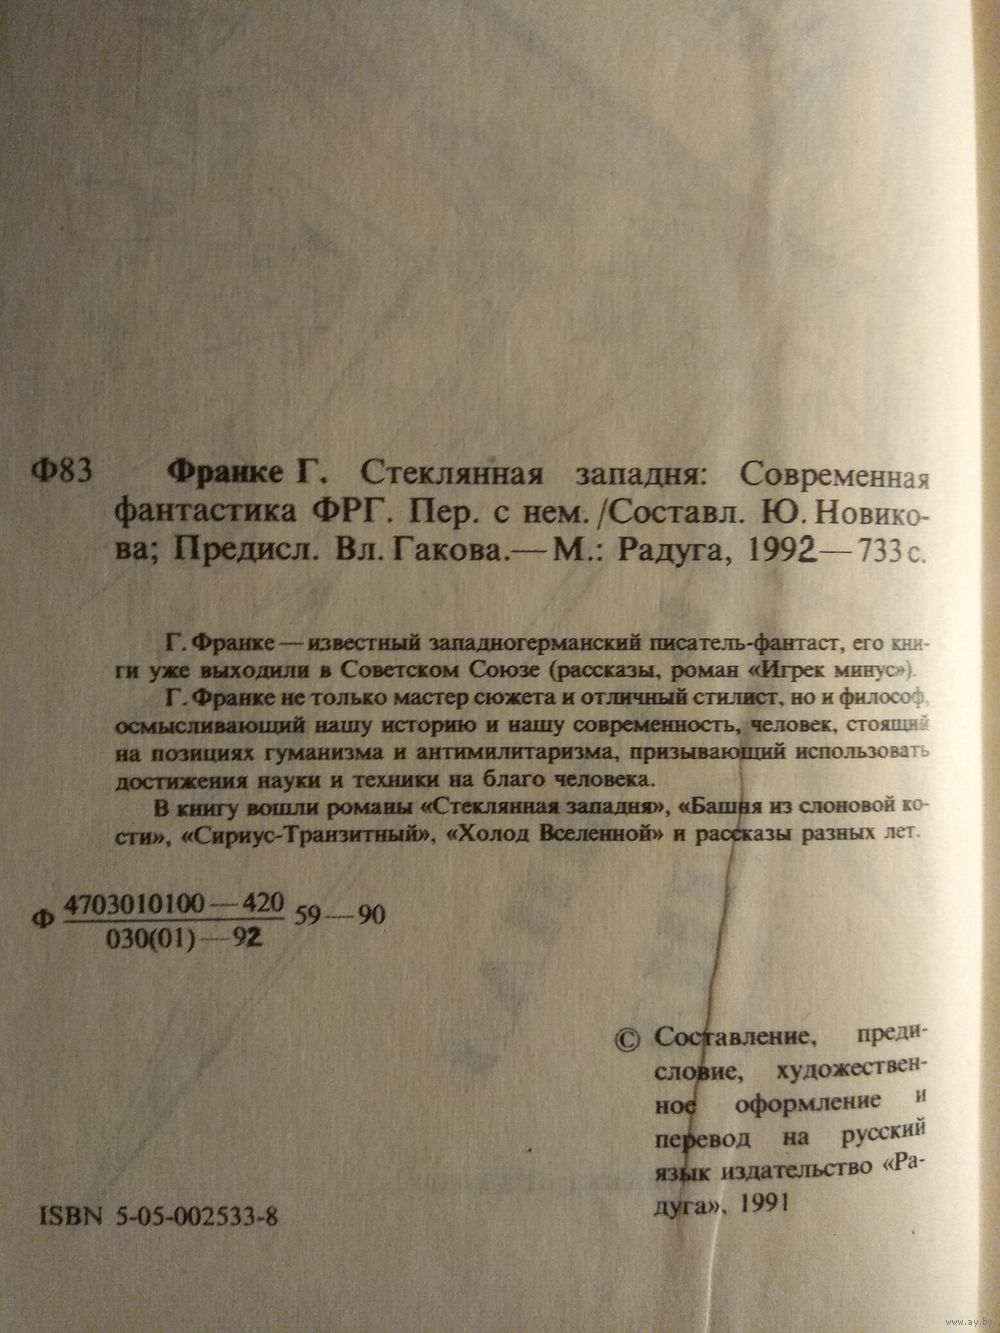 Ф83 Франке Г. Стеклянная западня: Современная
фантастика ФРГ. Пер. с нем./Составл. Ю. Новико-
ва; Предисл. Вл. Гакова.—М.: Радуга, 1992—733 с.
Г. Франке—известный западногерманский писатель-фантаст, его кни-
ги уже выходили в Советском Союзе (рассказы, роман «Игрек минус»).
Г. Франке не только мастер сюжета и отличный стилист, но и философ,
осмысливающий нашу историю и нашу современность, человек, стоящий
на позициях гуманизма и антимилитаризма, призывающий использовать
достижения науки и техники на благо человека.
В книгу вошли романы «Стеклянная западня», «Башня из слоновой ко-
сти», «Сириус-Транзитный», «Холод Вселенной» и рассказы разных лет.
4703010100—420
Ф 59—90
030(01)—92
© Составление, преди-
словие, художествен-
ное оформление и
перевод на русский
язык издательство «Ра-
дуга», 1991
ISBN 5-05-002533-8
www.ay.by